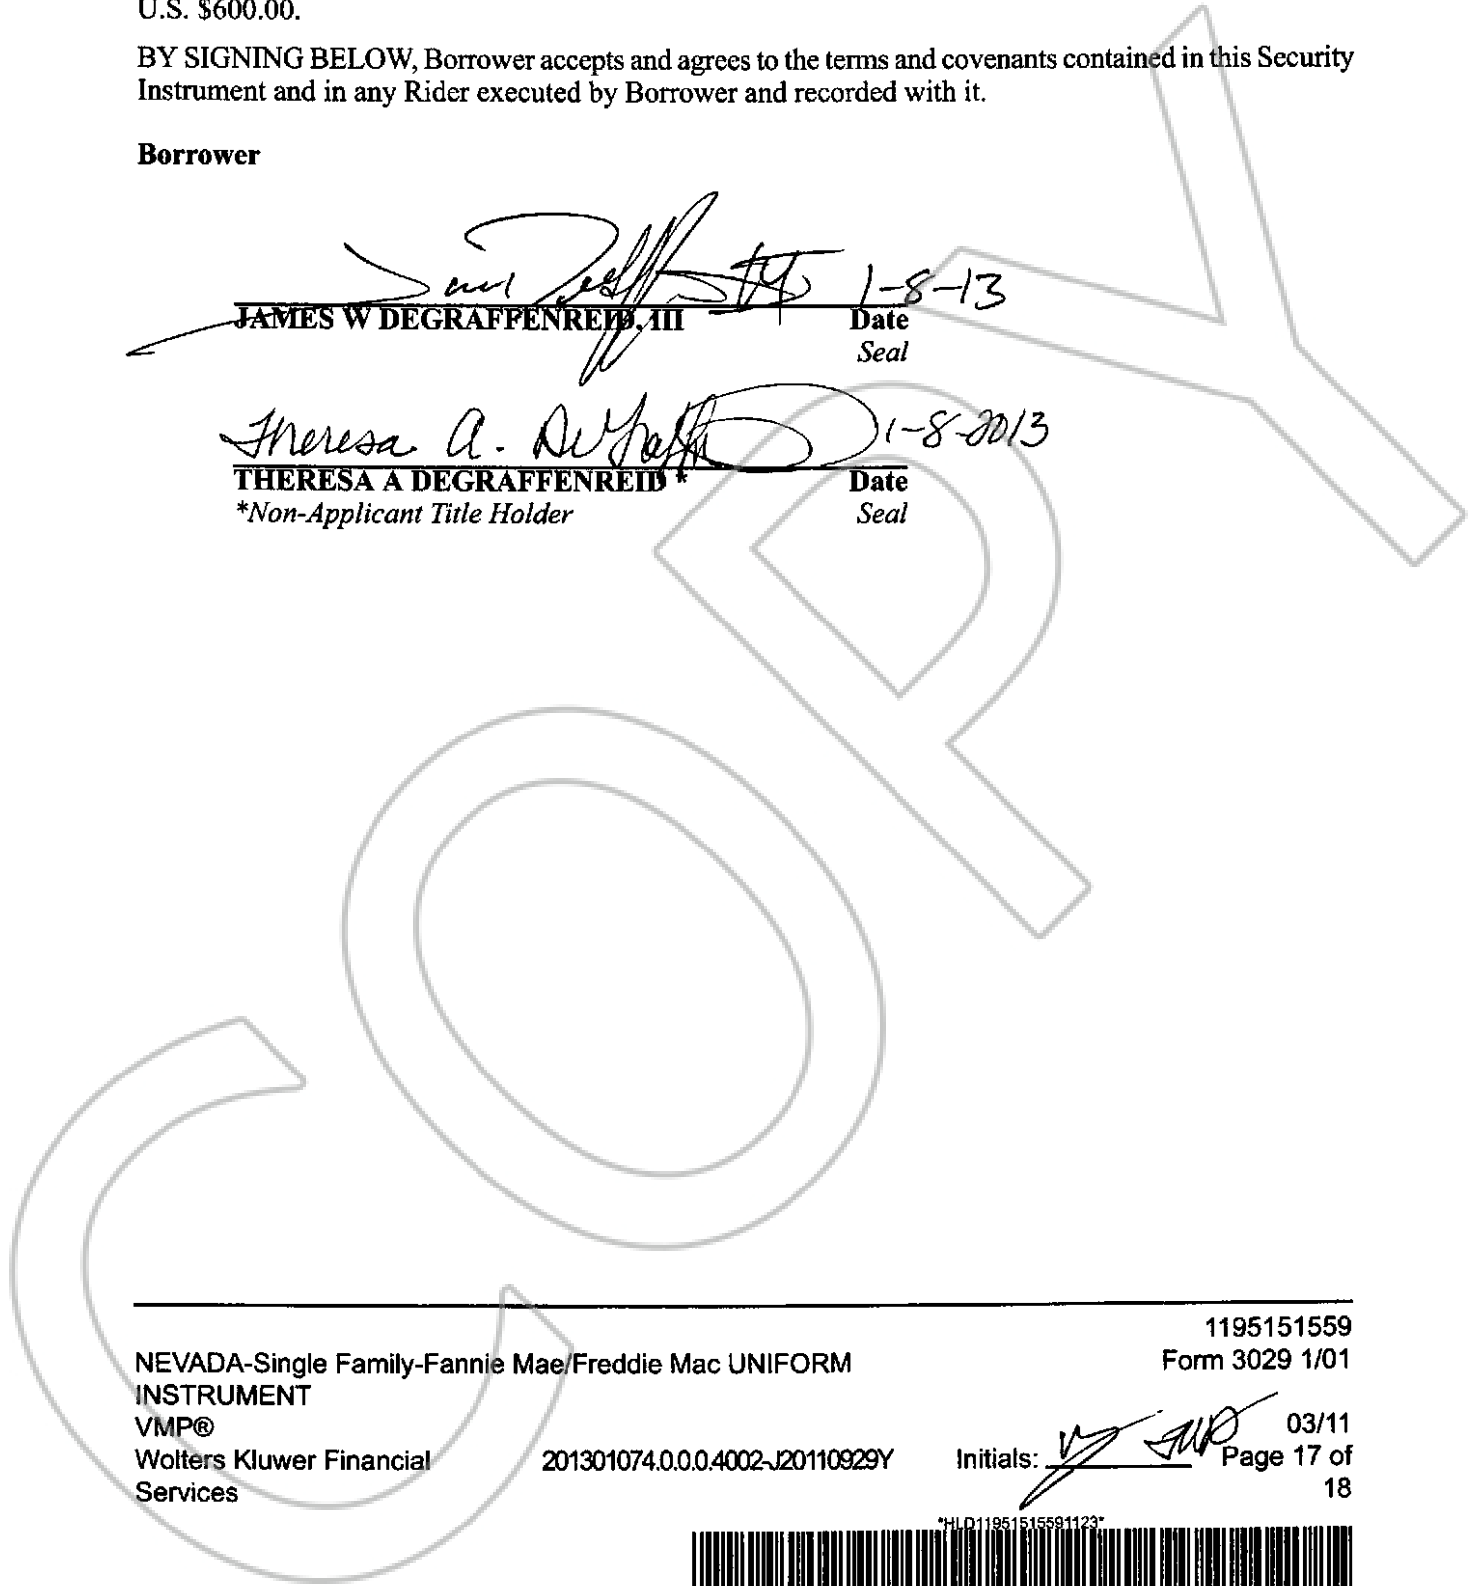 U.S. $600.00.
BY SIGNING BELOW, Borrower accepts and agrees to the terms and covenants contained in this Security
Instrument and in any Rider executed by Borrower and recorded with it.
Borrower
1-8-13
JAMES W DEGRAFFENREID, III Date
Seal
Theresa A. 1-8-2013
THERESA A DEGRAFFENREID * Date
*Non-Applicant Title Holder Seal
COPY
1195151559
NEVADA-Single Family-Fannie Mae/Freddie Mac UNIFORM Form 3029 1/01
INSTRUMENT
VMP® 03/11
Wolters Kluwer Financial 201301074.0.0.0.4002-J20110929Y Initials: Page 17 of
Services 18
*HLD11951515591123*